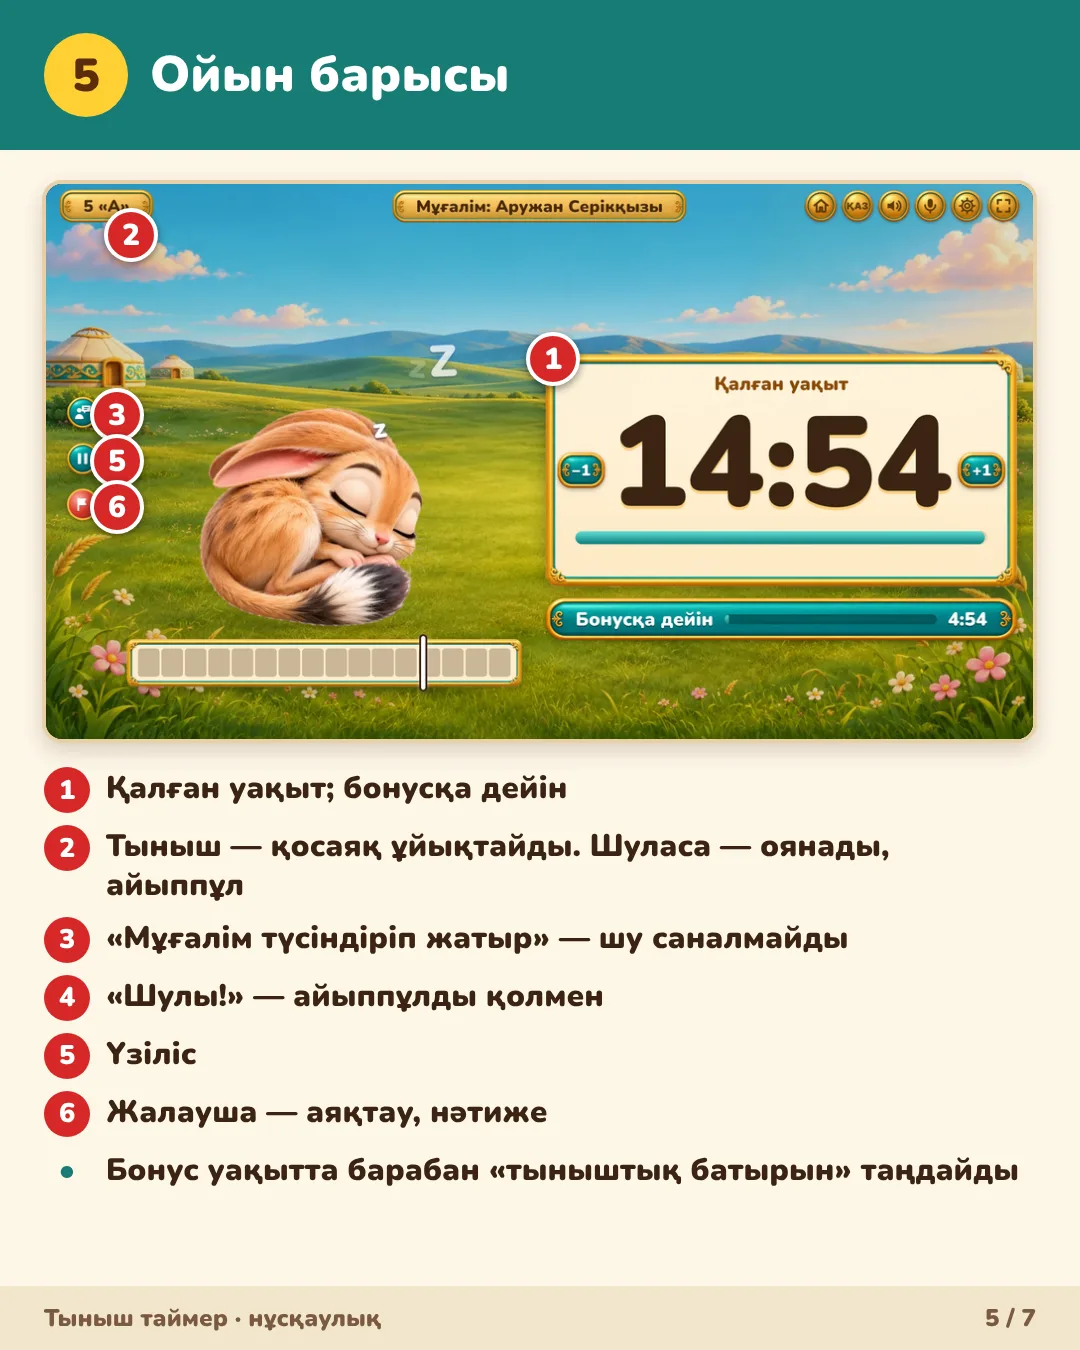 5 Ойын барысы
5 «А»
Мұғалім: Аружан Серікқызы
ҚАЗ
2
z Z
z
1
Қалған уақыт
14:54
−1
+1
3
5
6
Бонусқа дейін 4:54
1 Қалған уақыт; бонусқа дейін
2 Тыныш — қосаяқ ұйықтайды. Шуласа — оянады,
айыппұл
3 «Мұғалім түсіндіріп жатыр» — шу саналмайды
4 «Шулы!» — айыппұлды қолмен
5 Үзіліс
6 Жалауша — аяқтау, нәтиже
• Бонус уақытта барабан «тыныштық батырын» таңдайды
Тыныш таймер · нұсқаулық
5 / 7